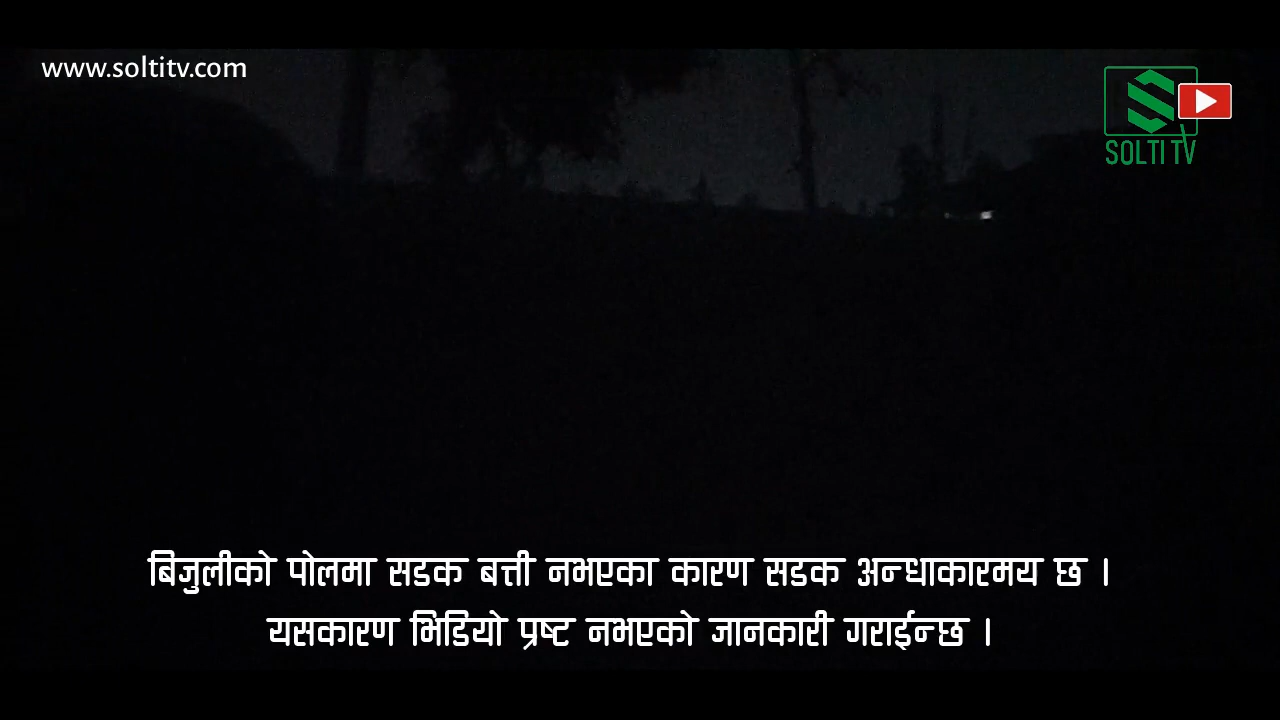 www.soltitv.com
SOLTI TV
बिजुलीको पोलमा सडक बत्ती नभएका कारण सडक अन्धाकारमय छ ।
यसकारण भिडियो प्रष्ट नभएको जानकारी गराईन्छ ।